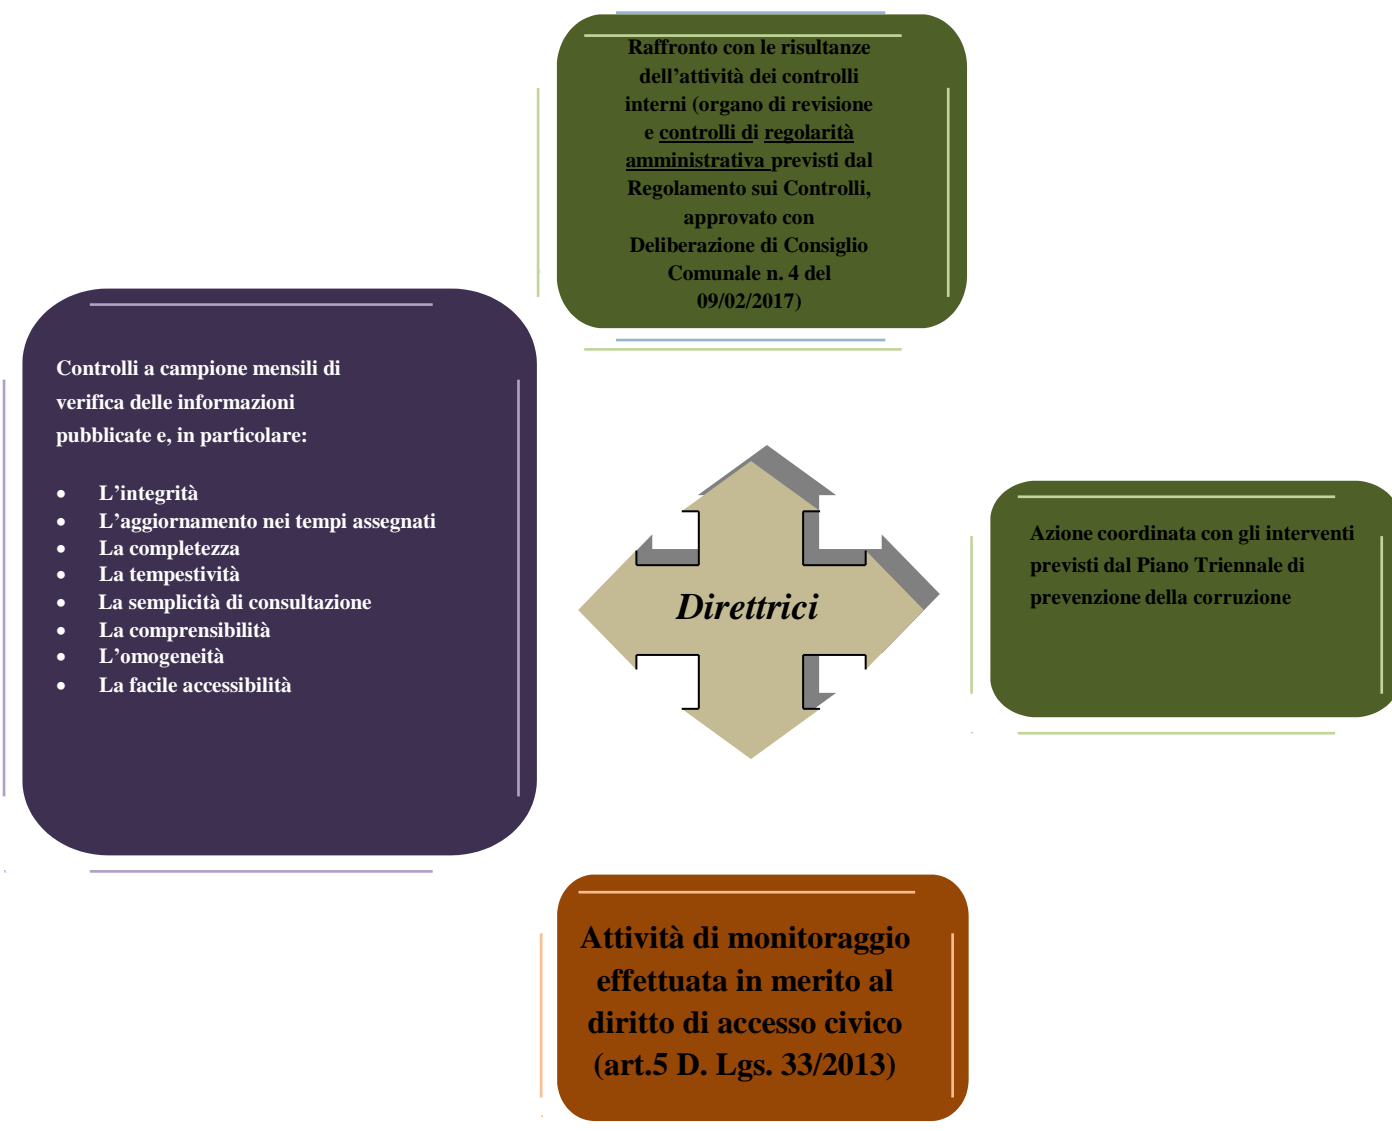 Raffronto con le risultanze
dell'attività dei controlli
interni (organo di revisione
e controlli di regolarità
amministrativa previsti dal
Regolamento sui Controlli,
approvato con
Deliberazione di Consiglio
Comunale n. 4 del
09/02/2017)
Controlli a campione mensili di
verifica delle informazioni
pubblicate e, in particolare:
• L'integrità
• L'aggiornamento nei tempi assegnati
• La completezza
• La tempestività
• La semplicità di consultazione
• La comprensibilità
• L'omogeneità
• La facile accessibilità
Direttrici
Azione coordinata con gli interventi
previsti dal Piano Triennale di
prevenzione della corruzione
Attività di monitoraggio
effettuata in merito al
diritto di accesso civico
(art.5 D. Lgs. 33/2013)